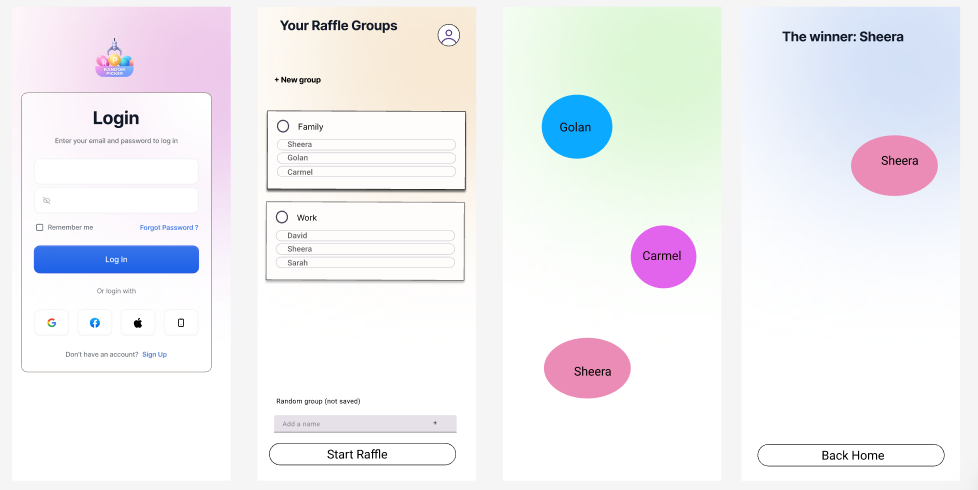 RANDOM
PICKER
Login
Enter your email and password to log in
Remember me
Forgot Password ?
Log In
Or login with
Don't have an account? Sign Up
Your Raffle Groups
+ New group
Family
Sheera
Golan
Carmel
Work
David
Sheera
Sarah
Random group (not saved)
Add a name +
Start Raffle
Golan
Carmel
Sheera
The winner: Sheera
Sheera
Back Home